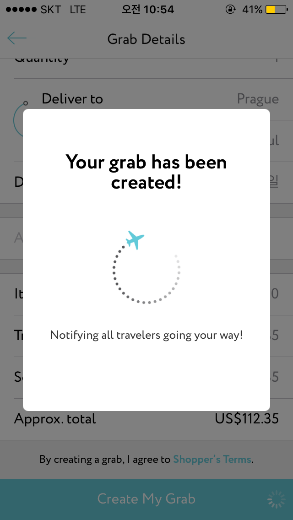 SKT LTE 오전 10:54 41%
Grab Details
Quantity
Deliver to Prague
Your grab has been
created!
Notifying all travelers going your way!
Approx. total US$112.35
By creating a grab, I agree to Shopper's Terms.
Create My Grab